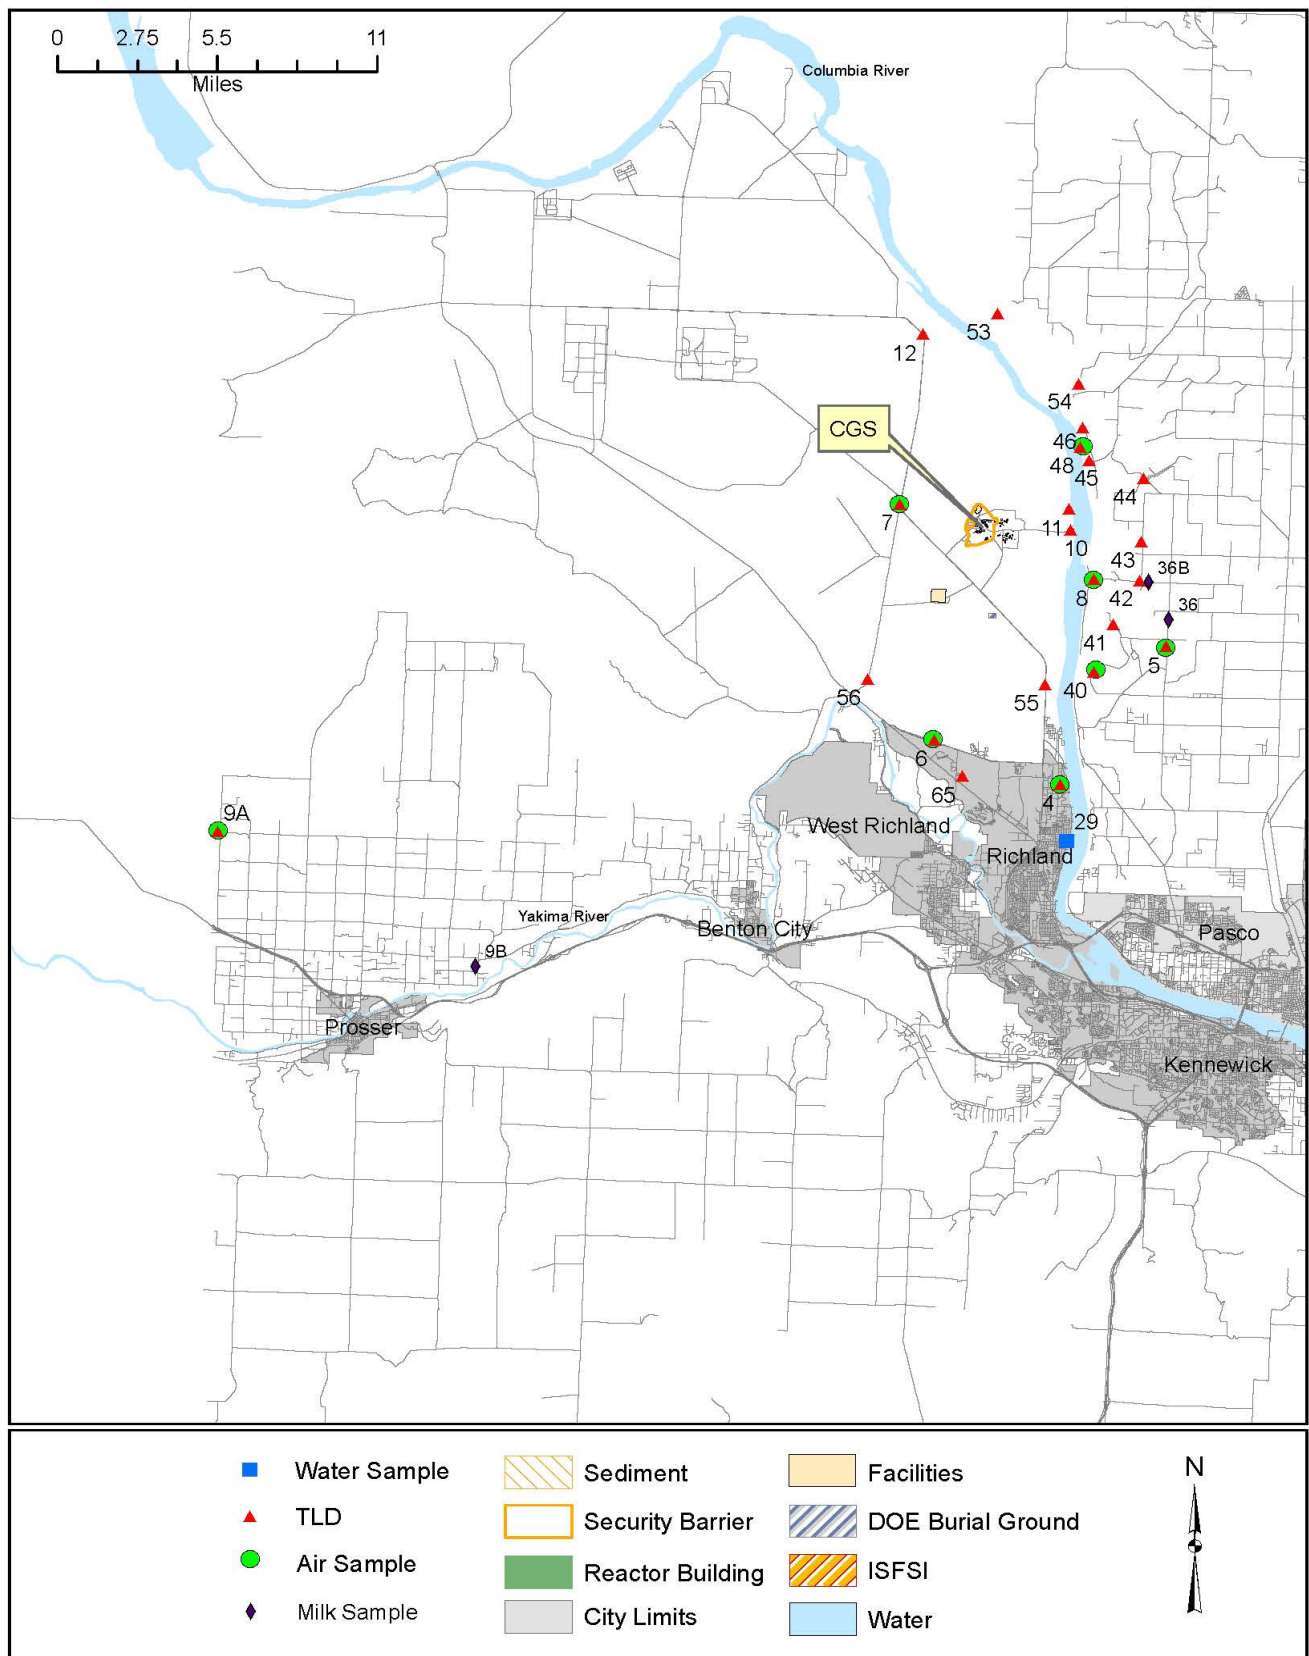 0 2.75 5.5 11
Miles
Columbia River
53
12
54
CGS
46
48
45
44
7
11
10
43
36B
8
42
36
41
5
40
56
55
6
65
4
9A
29
West Richland
Richland
Yakima River
Benton City
Pasco
9B
Prosser
Kennewick
Water Sample
TLD
Air Sample
Milk Sample
Sediment
Security Barrier
Reactor Building
City Limits
Facilities
DOE Burial Ground
ISFSI
Water
N